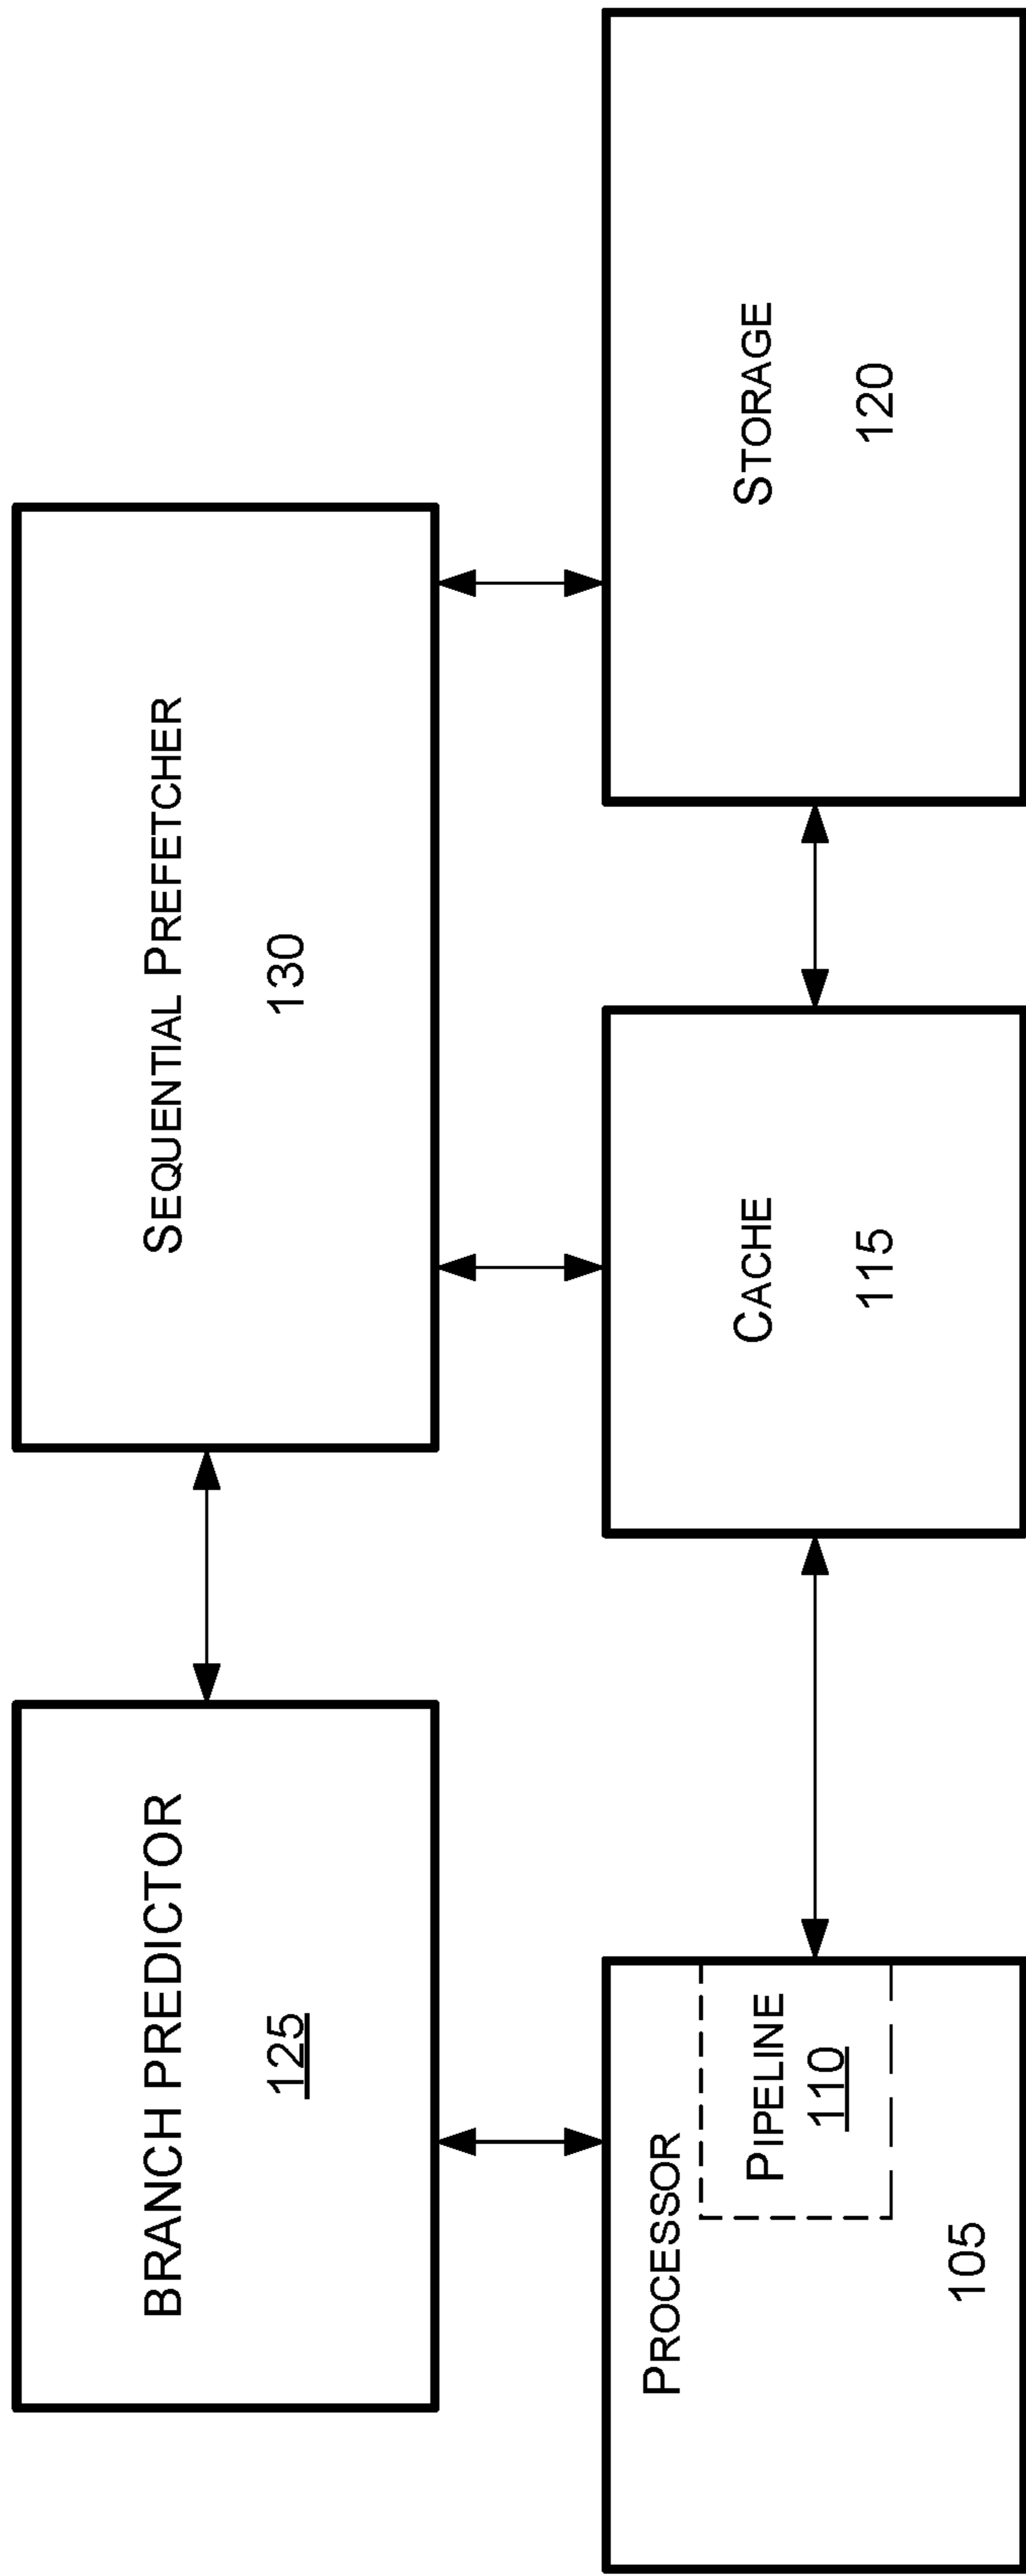 BRANCH PREDICTOR
125
SEQUENTIAL PREFETCHER
130
PROCESSOR
PIPELINE
110
105
CACHE
115
STORAGE
120